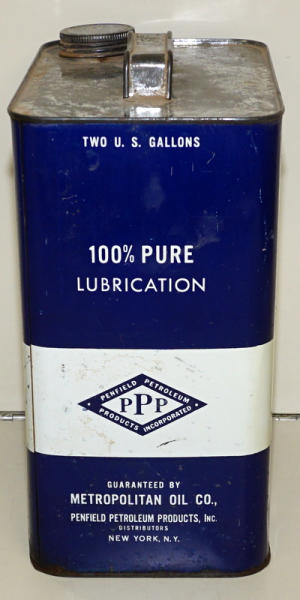 TWO U. S. GALLONS
100% PURE
LUBRICATION
PENFIELD PETROLEUM
PPP
PRODUCTS INCORPORATED
GUARANTEED BY
METROPOLITAN OIL CO.,
PENFIELD PETROLEUM PRODUCTS, INC.
DISTRIBUTORS
NEW YORK, N.Y.